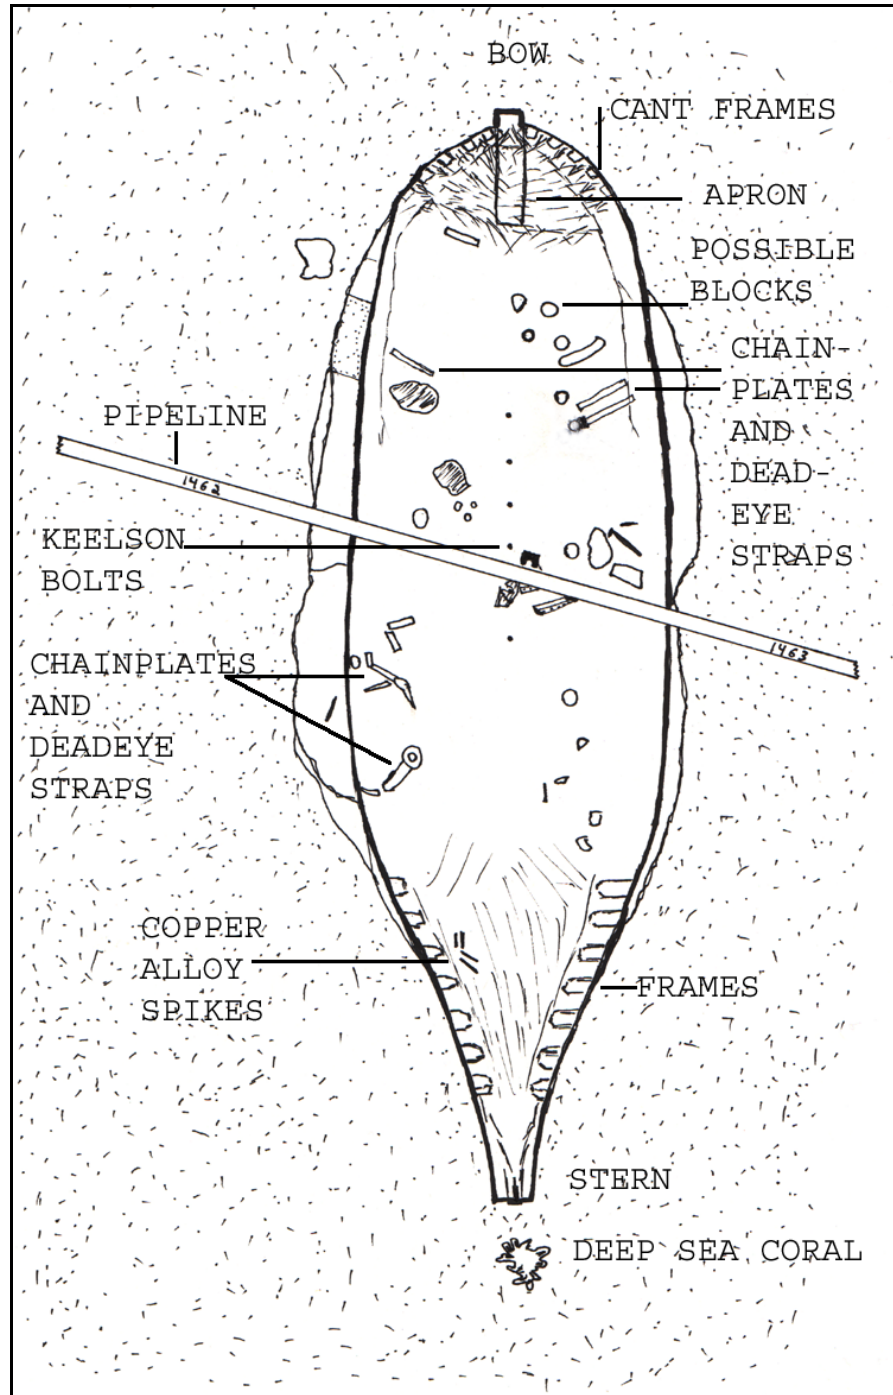 BOW
CANT FRAMES
APRON
POSSIBLE
BLOCKS
CHAIN-
PLATES
AND
DEAD-
EYE
STRAPS
PIPELINE
1462
KEELSON
BOLTS
1463
CHAINPLATES
AND
DEADEYE
STRAPS
COPPER
ALLOY
SPIKES
FRAMES
STERN
DEEP SEA CORAL